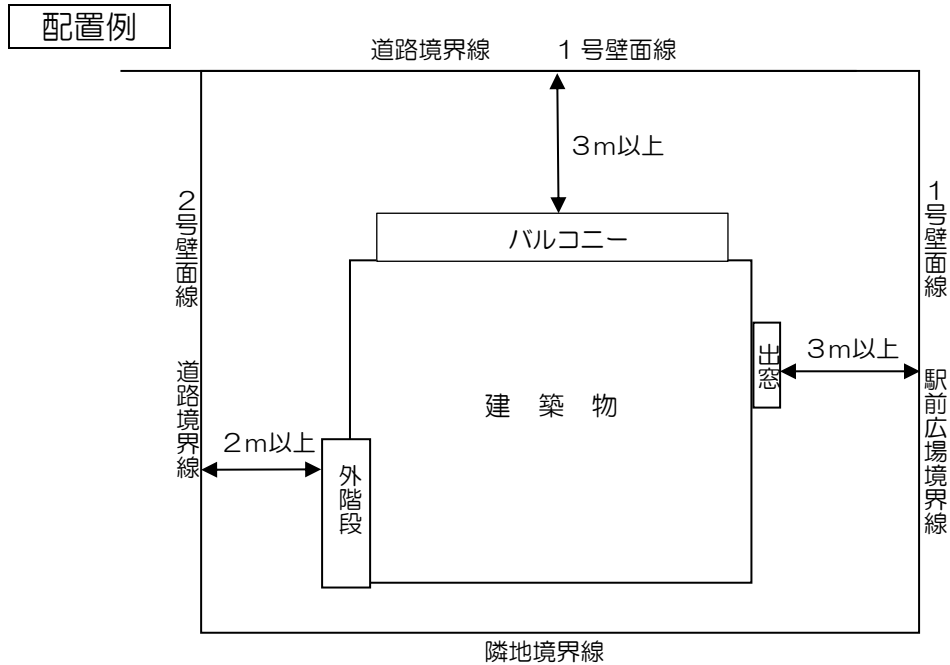 配置例
道路境界線　　１号壁面線
３ｍ以上
バルコニー
２号壁面線
１号壁面線
出窓
３ｍ以上
道路境界線
駅前広場境界線
建　築　物
２ｍ以上
外階段
隣地境界線